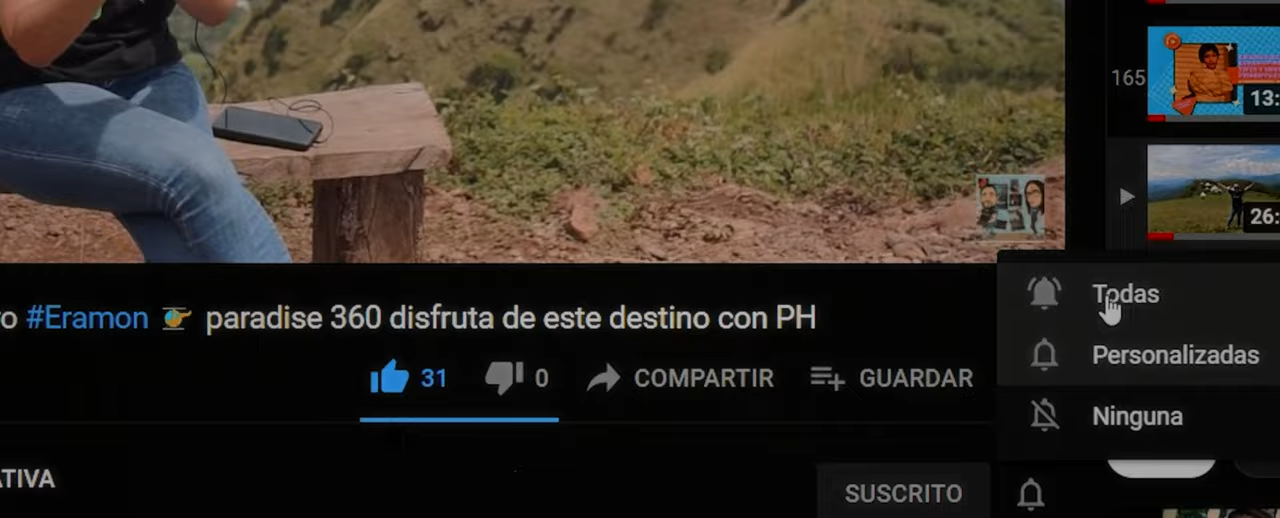 165
13:
26:
o #Eramon paradise 360 disfruta de este destino con PH
31
0
COMPARTIR
GUARDAR
Todas
Personalizadas
Ninguna
ATIVA
SUSCRITO